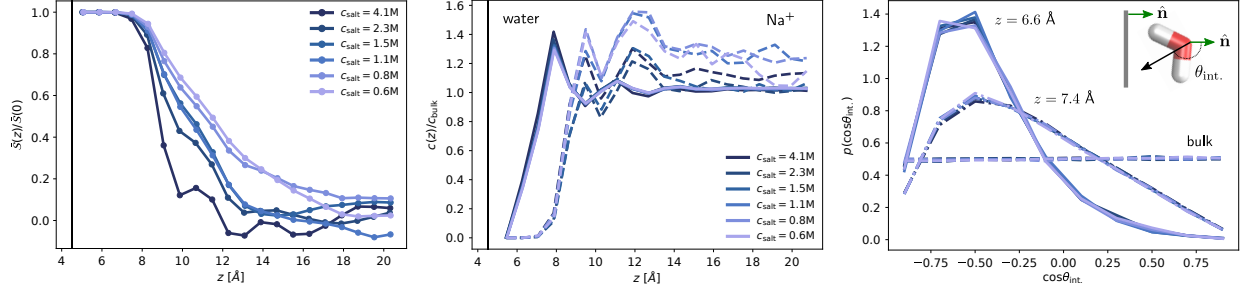 1.0
0.8
0.6
0.4
0.2
0.0
s̄(z)/s̄(0)
4 6 8 10 12 14 16 18 20
z [Å]
c_salt = 4.1M
c_salt = 2.3M
c_salt = 1.5M
c_salt = 1.1M
c_salt = 0.8M
c_salt = 0.6M
water
Na⁺
1.6
1.4
1.2
1.0
0.8
0.6
0.4
0.2
0.0
c(z)/c_bulk
4 6 8 10 12 14 16 18 20
z [Å]
c_salt = 4.1M
c_salt = 2.3M
c_salt = 1.5M
c_salt = 1.1M
c_salt = 0.8M
c_salt = 0.6M
z = 6.6 Å
z = 7.4 Å
bulk
n̂
n̂
θ_int.
1.4
1.2
1.0
0.8
0.6
0.4
0.2
0.0
p(cosθ_int.)
−0.75 −0.50 −0.25 0.00 0.25 0.50 0.75
cosθ_int.